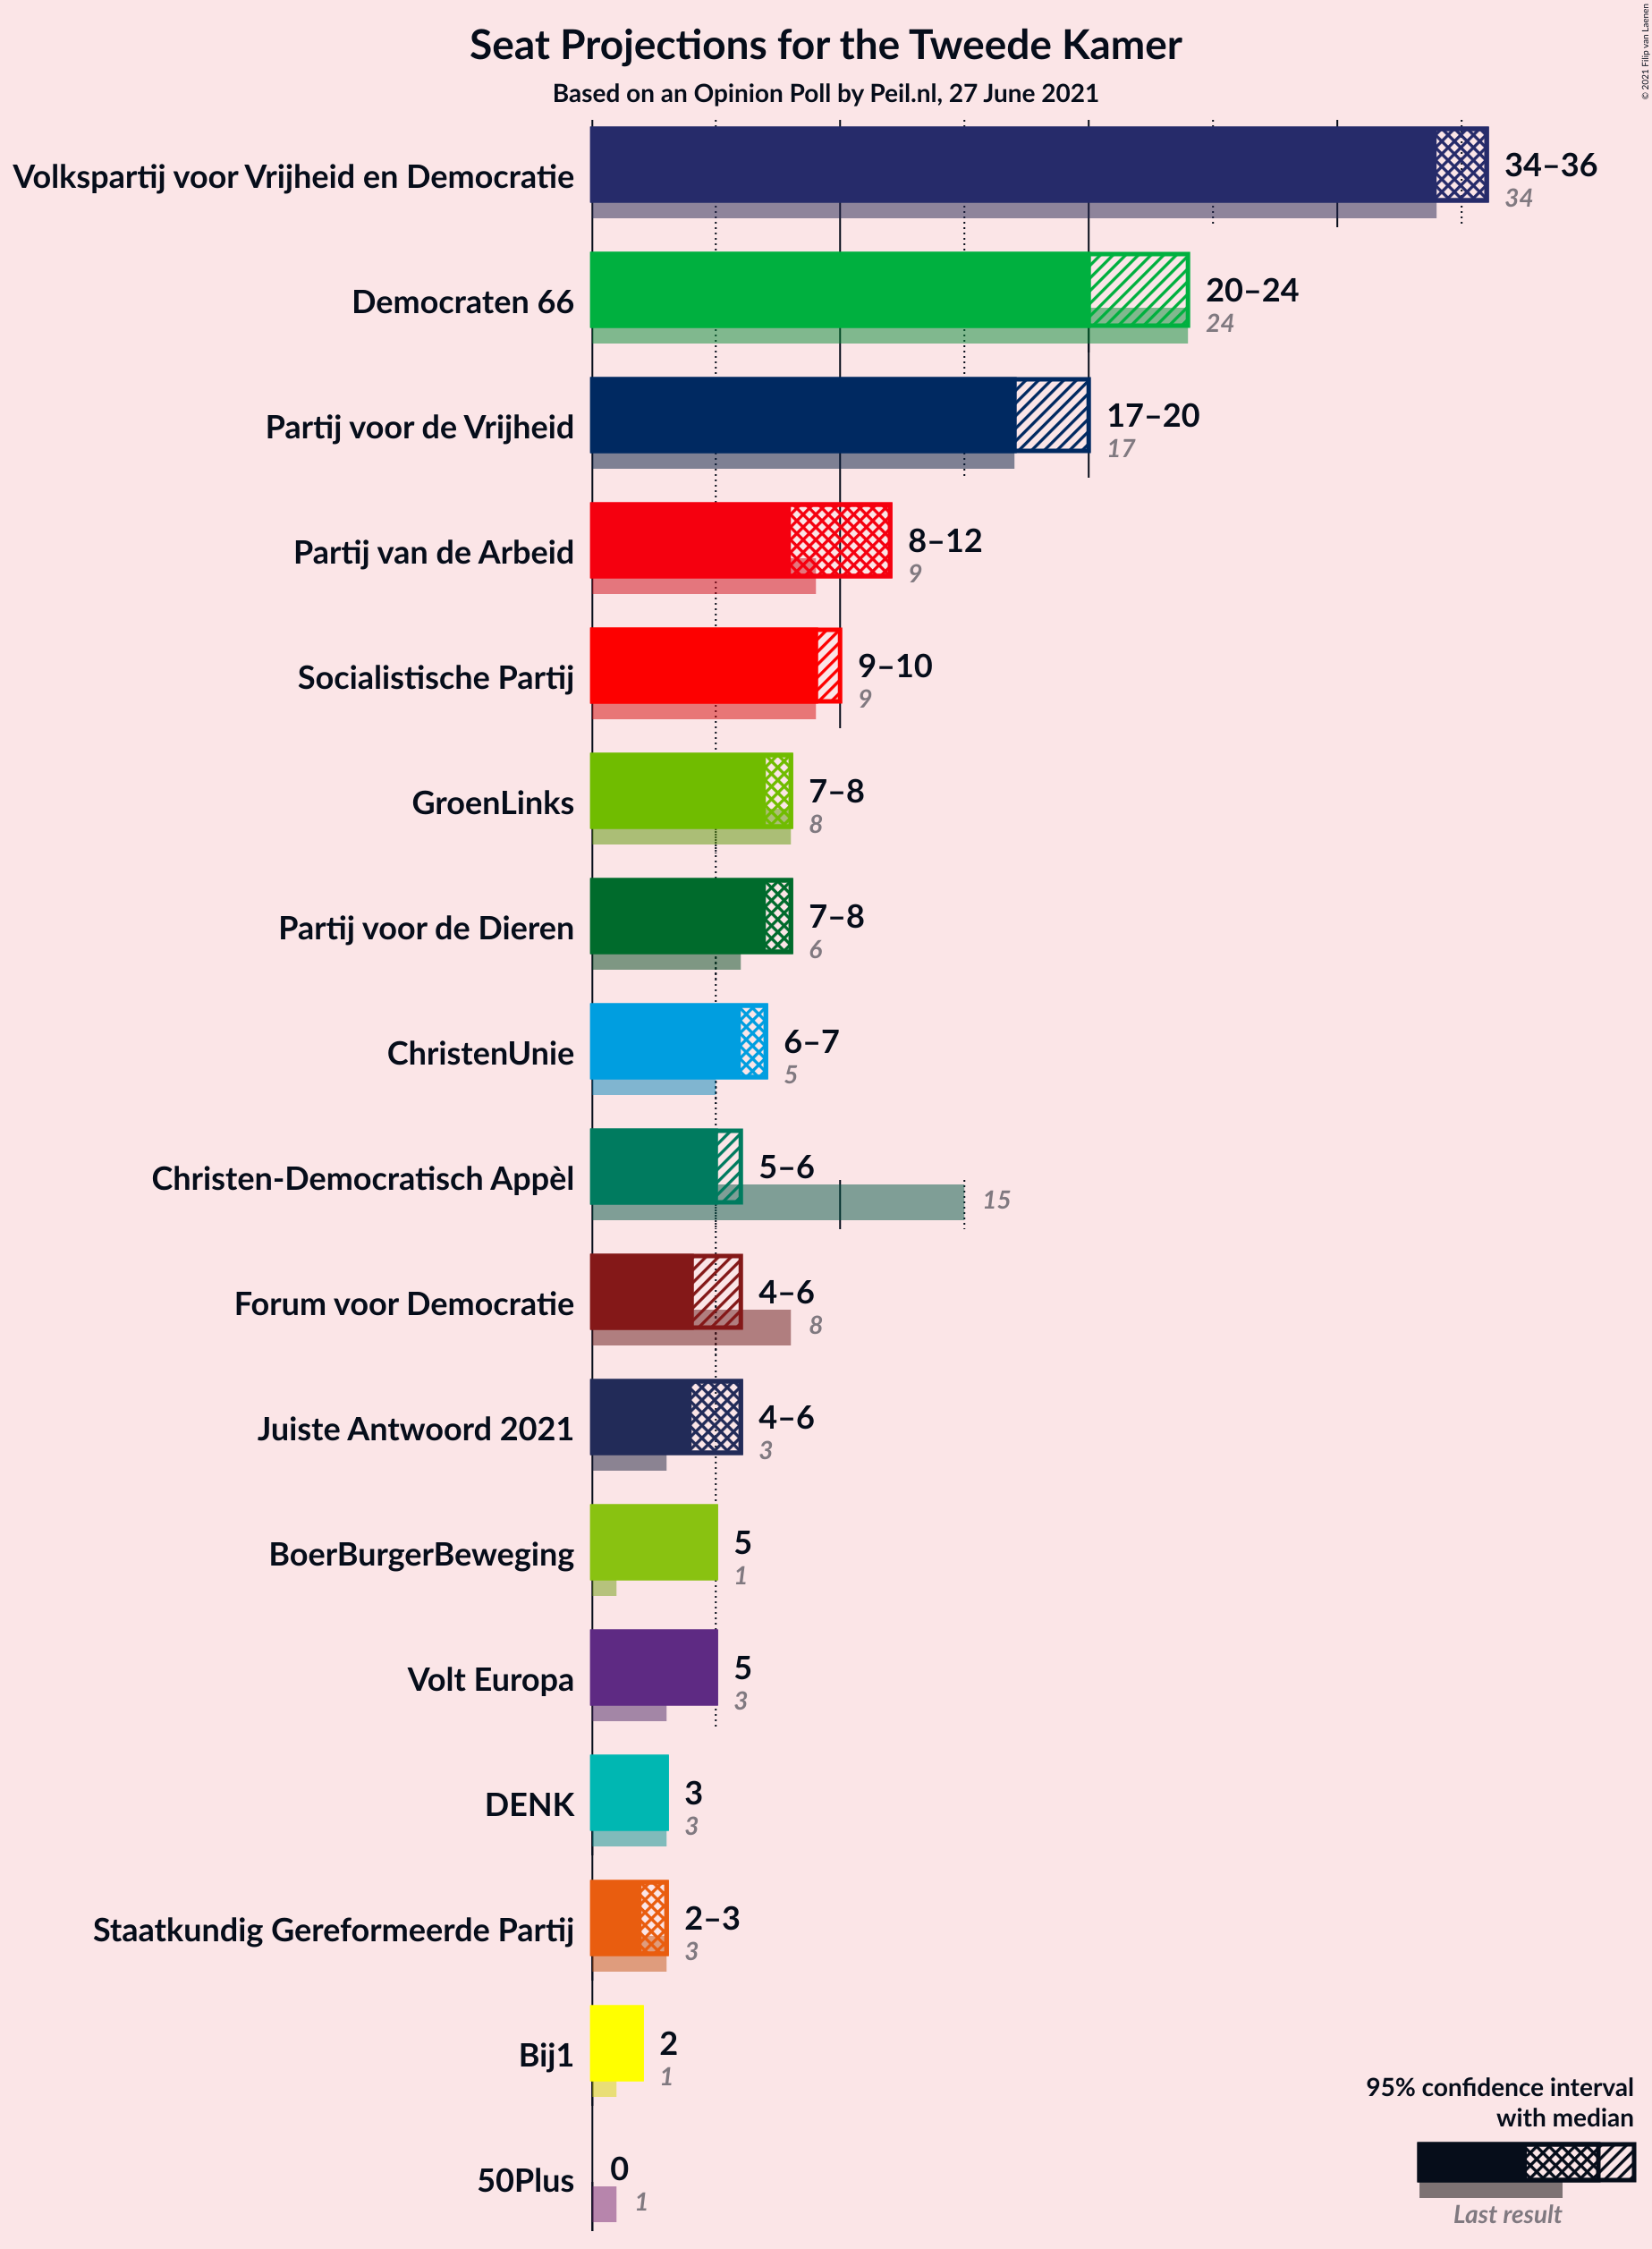 Seat Projections for the Tweede Kamer
Based on an Opinion Poll by Peil.nl, 27 June 2021
© 2021 Filip van Laenen
Volkspartij voor Vrijheid en Democratie
34–36
34
Democraten 66
20–24
24
Partij voor de Vrijheid
17–20
17
Partij van de Arbeid
8–12
9
Socialistische Partij
9–10
9
GroenLinks
7–8
8
Partij voor de Dieren
7–8
6
ChristenUnie
6–7
5
Christen-Democratisch Appèl
5–6
15
Forum voor Democratie
4–6
8
Juiste Antwoord 2021
4–6
3
BoerBurgerBeweging
5
1
Volt Europa
5
3
DENK
3
3
Staatkundig Gereformeerde Partij
2–3
3
Bij1
2
1
50Plus
0
1
95% confidence interval
with median
Last result